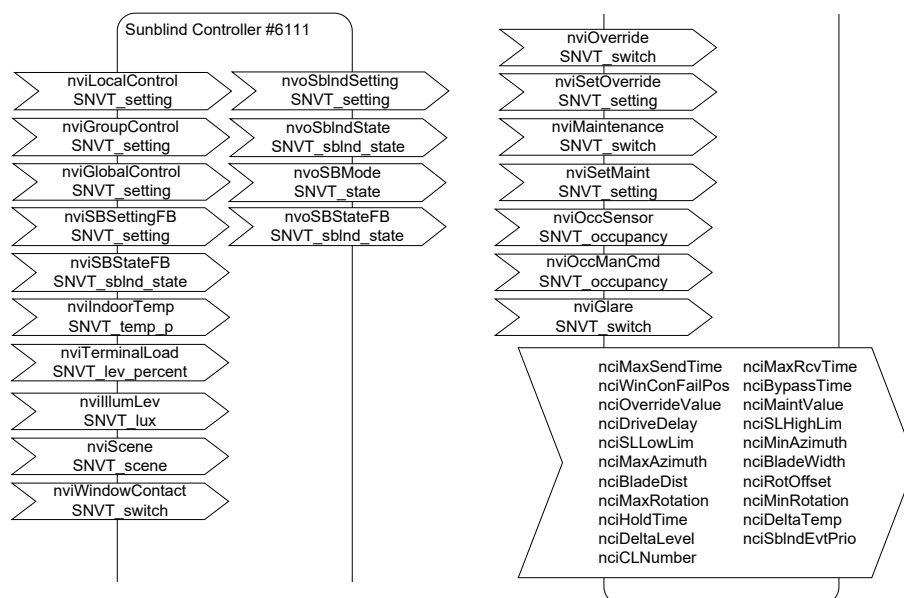 Sunblind Controller #6111
nviLocalControl
SNVT_setting
nviGroupControl
SNVT_setting
nviGlobalControl
SNVT_setting
nviSBSettingFB
SNVT_setting
nviSBStateFB
SNVT_sblnd_state
nviIndoorTemp
SNVT_temp_p
nviTerminalLoad
SNVT_lev_percent
nviIllumLev
SNVT_lux
nviScene
SNVT_scene
nviWindowContact
SNVT_switch
nvoSblndSetting
SNVT_setting
nvoSblndState
SNVT_sblnd_state
nvoSBMode
SNVT_state
nvoSBStateFB
SNVT_sblnd_state
nviOverride
SNVT_switch
nviSetOverride
SNVT_setting
nviMaintenance
SNVT_switch
nviSetMaint
SNVT_setting
nviOccSensor
SNVT_occupancy
nviOccManCmd
SNVT_occupancy
nviGlare
SNVT_switch
nciMaxSendTime nciMaxRcvTime
nciWinConFailPos nciBypassTime
nciOverrideValue nciMaintValue
nciDriveDelay nciSLHighLim
nciSLLowLim nciMinAzimuth
nciMaxAzimuth nciBladeWidth
nciBladeDist nciRotOffset
nciMaxRotation nciMinRotation
nciHoldTime nciDeltaTemp
nciDeltaLevel nciSblndEvtPrio
nciCLNumber